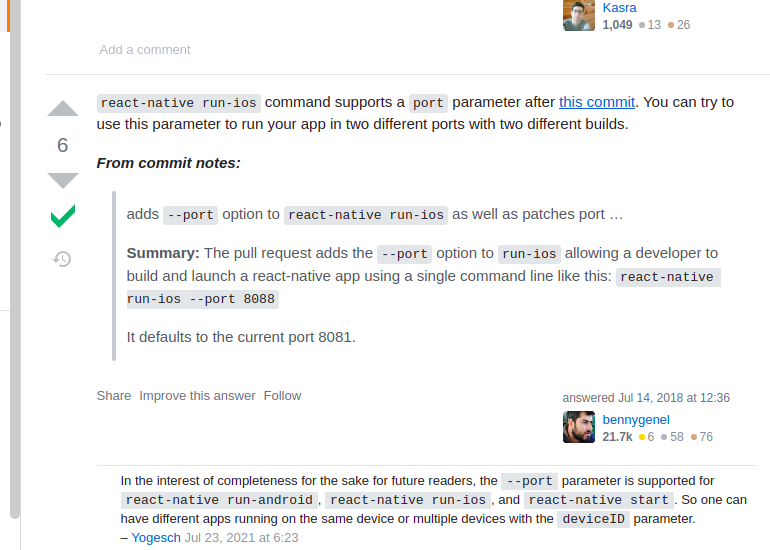 Kasra
1,049 13 26
Add a comment
react-native run-ios command supports a port parameter after this commit. You can try to
use this parameter to run your app in two different ports with two different builds.
6
From commit notes:
adds --port option to react-native run-ios as well as patches port …
Summary: The pull request adds the --port option to run-ios allowing a developer to
build and launch a react-native app using a single command line like this: react-native
run-ios --port 8088
It defaults to the current port 8081.
Share Improve this answer Follow
answered Jul 14, 2018 at 12:36
bennygenel
21.7k 6 58 76
In the interest of completeness for the sake for future readers, the --port parameter is supported for
react-native run-android, react-native run-ios, and react-native start. So one can
have different apps running on the same device or multiple devices with the deviceID parameter.
– Yogesch Jul 23, 2021 at 6:23